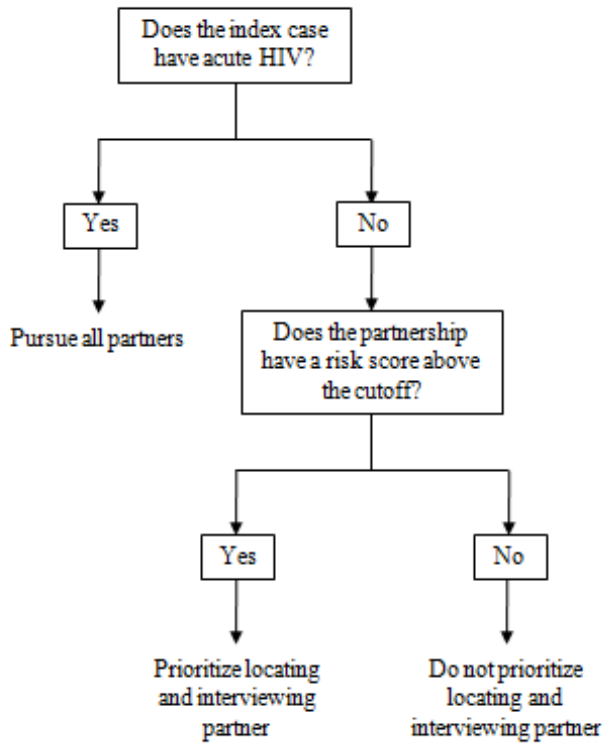 Does the index case
have acute HIV?
Yes
No
Pursue all partners
Does the partnership
have a risk score above
the cutoff?
Yes
No
Prioritize locating
and interviewing
partner
Do not prioritize
locating and
interviewing partner